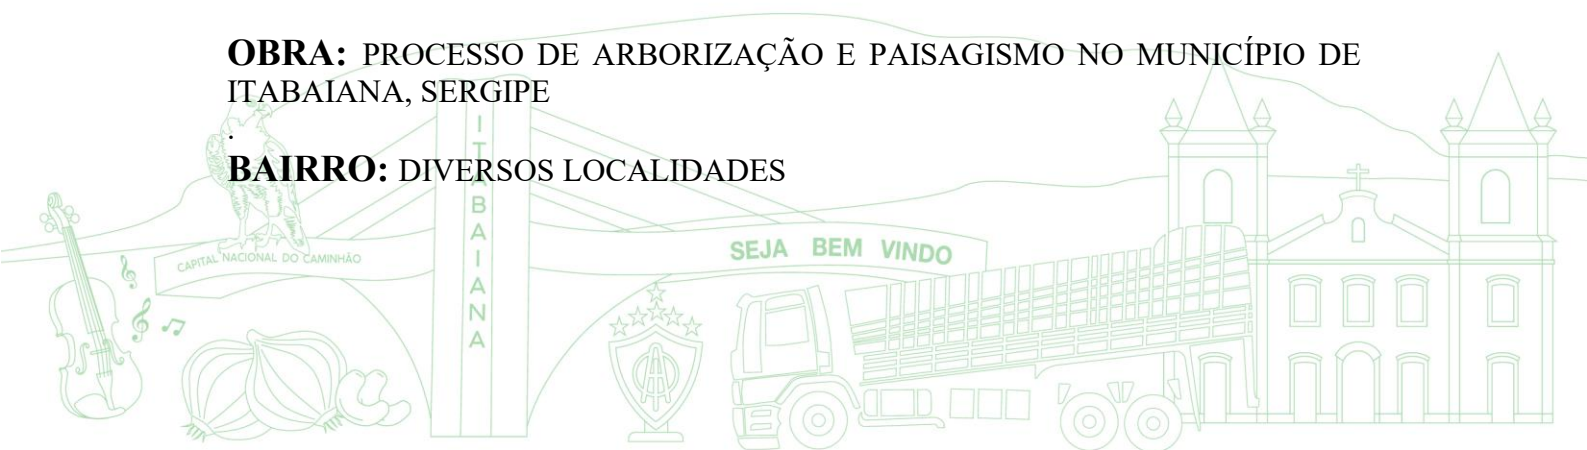 OBRA: PROCESSO DE ARBORIZAÇÃO E PAISAGISMO NO MUNICÍPIO DE
ITABAIANA, SERGIPE
.
BAIRRO: DIVERSOS LOCALIDADES
ITABAIANA
CAPITAL NACIONAL DO CAMINHÃO
SEJA BEM VINDO